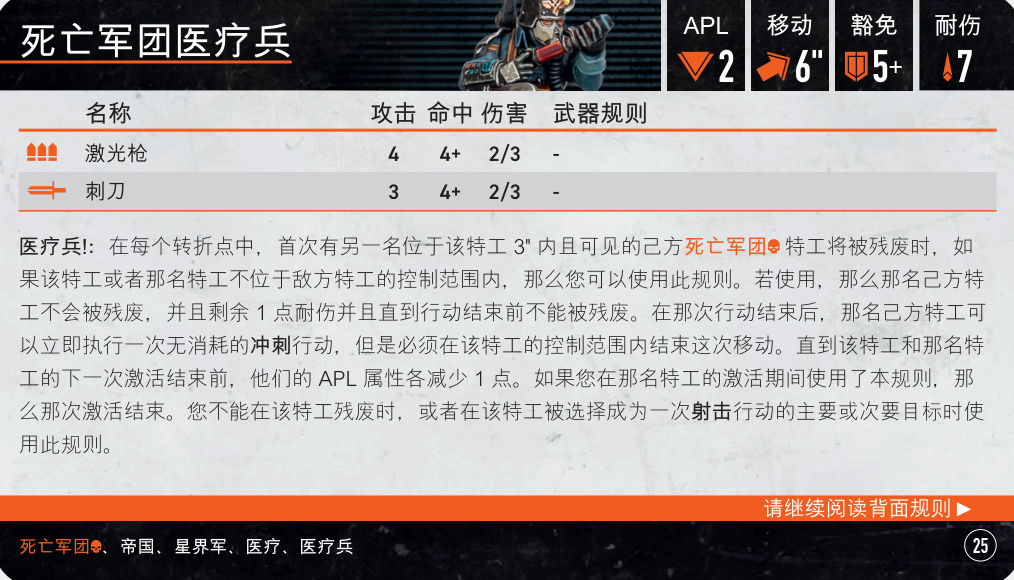 死亡军团医疗兵
APL 移动 豁免 耐伤
2 6" 5+ 7
名称 攻击 命中 伤害 武器规则
激光枪 4 4+ 2/3 -
刺刀 3 4+ 2/3 -
医疗兵!：在每个转折点中，首次有另一名位于该特工 3" 内且可见的己方死亡军团特工将被残废时，如
果该特工或者那名特工不位于敌方特工的控制范围内，那么您可以使用此规则。若使用，那么那名己方特
工不会被残废，并且剩余 1 点耐伤并且直到行动结束前不能被残废。在那次行动结束后，那名己方特工可
以立即执行一次无消耗的冲刺行动，但是必须在该特工的控制范围内结束这次移动。直到该特工和那名特
工的下一次激活结束前，他们的 APL 属性各减少 1 点。如果您在那名特工的激活期间使用了本规则，那
么那次激活结束。您不能在该特工残废时，或者在该特工被选择成为一次射击行动的主要或次要目标时使
用此规则。
请继续阅读背面规则 ▶
死亡军团、帝国、星界军、医疗、医疗兵
25